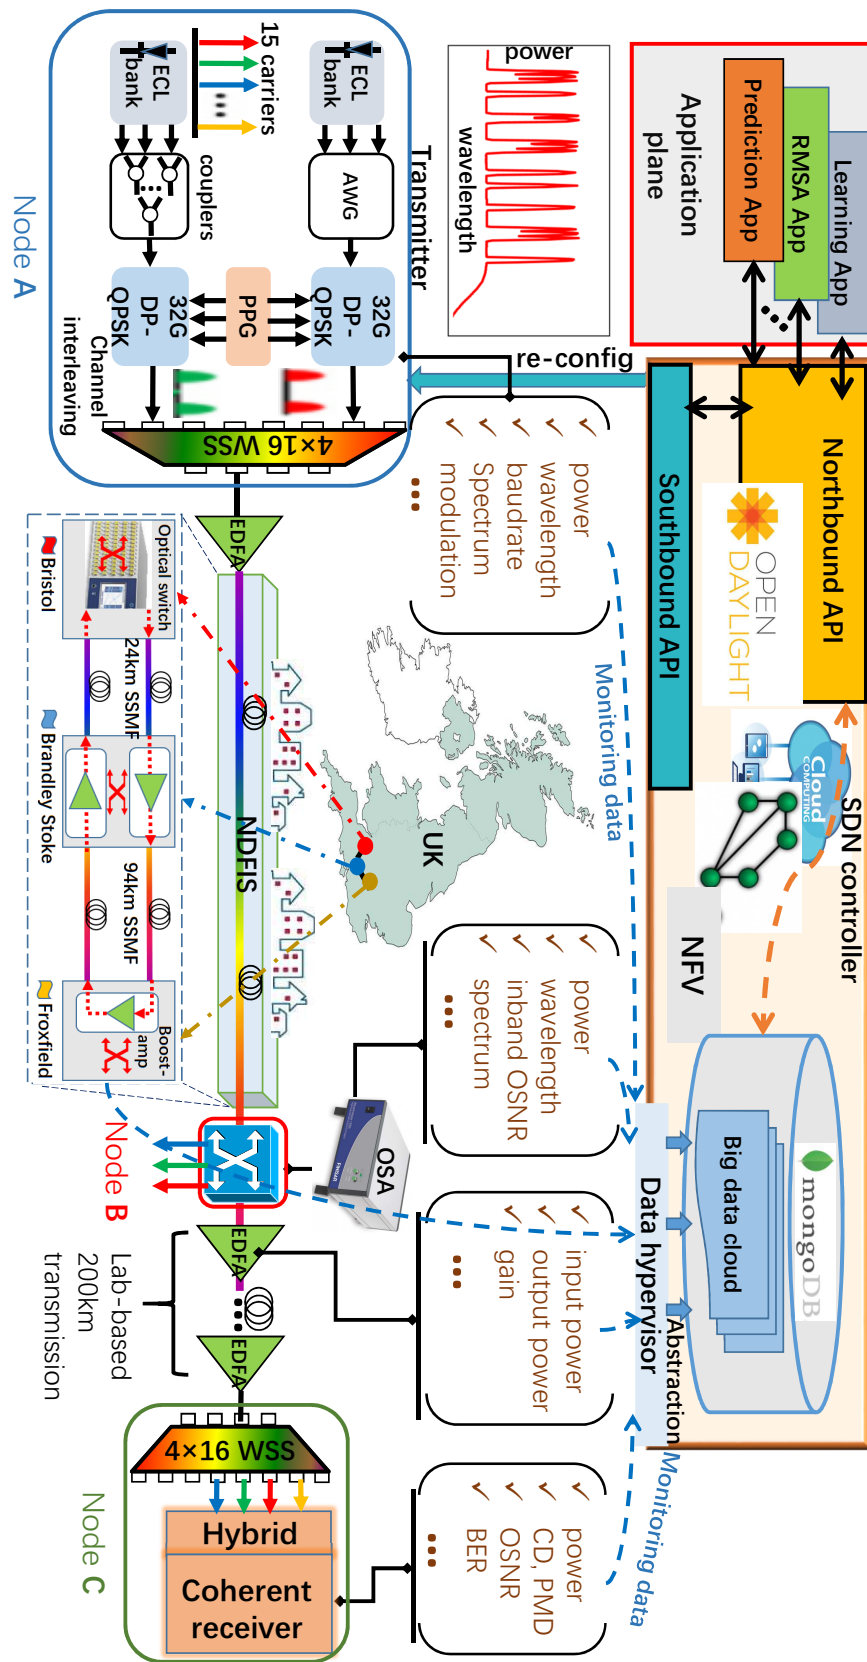 Application
plane
Learning App
RMSA App
Prediction App
Northbound API
OPEN
DAYLIGHT
Southbound API
SDN controller
Cloud
COMPUTING
NFV
mongoDB
Big data cloud
Abstraction
Data hypervisor
re-config
Monitoring data
Monitoring data
power
wavelength
Transmitter
ECL
bank
AWG
32G
DP-
QPSK
PPG
15 carriers
ECL
bank
couplers
32G
DP-
QPSK
Channel
interleaving
4×16 WSS
Node A
✓ power
✓ wavelength
✓ baudrate
✓ Spectrum
✓ modulation
...
✓ power
✓ wavelength
✓ inband OSNR
✓ spectrum
...
✓ input power
✓ output power
✓ gain
...
✓ power
✓ CD, PMD
✓ OSNR
✓ BER
...
UK
EDFA
NDFIS
OSA
Node B
EDFA
...
EDFA
Lab-based
200km
transmission
4×16 WSS
Hybrid
Coherent
receiver
Node C
Optical switch
Bristol
24km SSMF
Brandley Stoke
94km SSMF
Boost-
amp
Froxfield